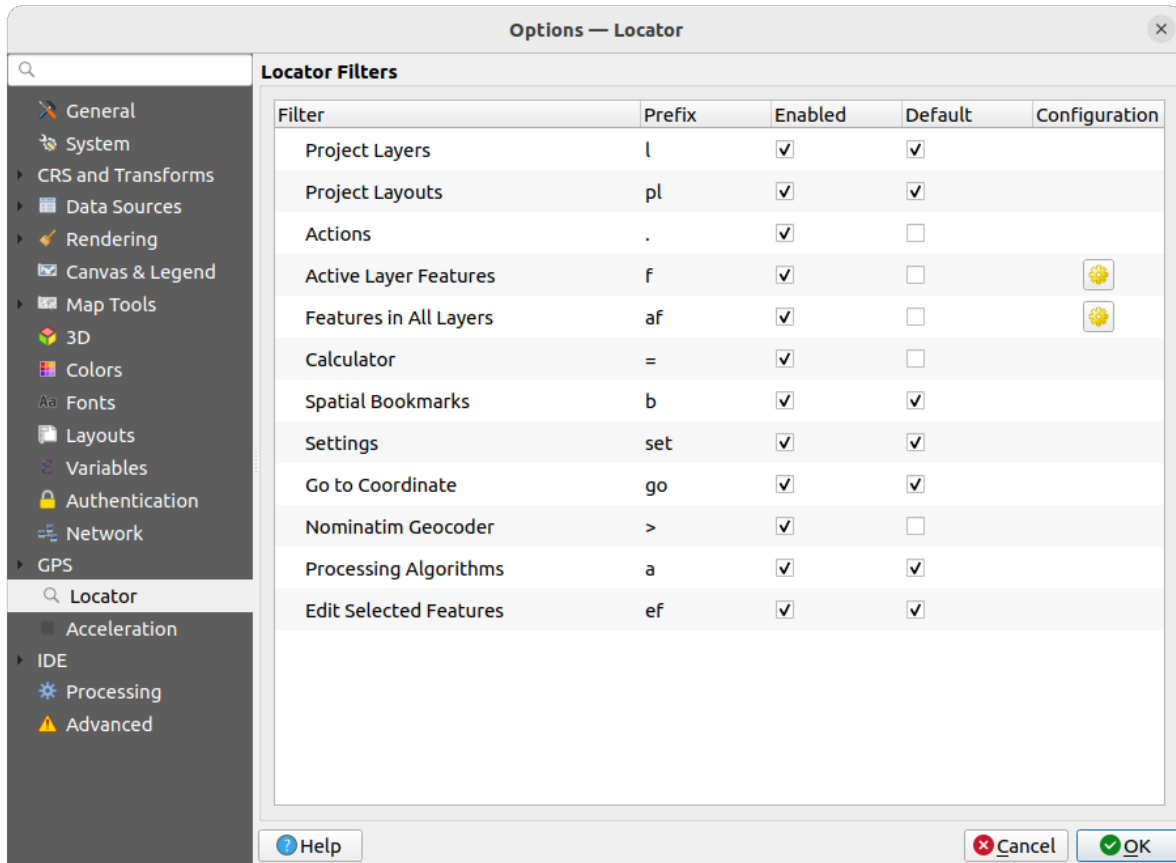 Options — Locator
Locator Filters
General
System
CRS and Transforms
Data Sources
Rendering
Canvas & Legend
Map Tools
3D
Colors
Aa Fonts
Layouts
ε Variables
Authentication
Network
GPS
Locator
Acceleration
IDE
Processing
Advanced
Filter Prefix Enabled Default Configuration
Project Layers l
Project Layouts pl
Actions .
Active Layer Features f
Features in All Layers af
Calculator =
Spatial Bookmarks b
Settings set
Go to Coordinate go
Nominatim Geocoder >
Processing Algorithms a
Edit Selected Features ef
Help Cancel OK